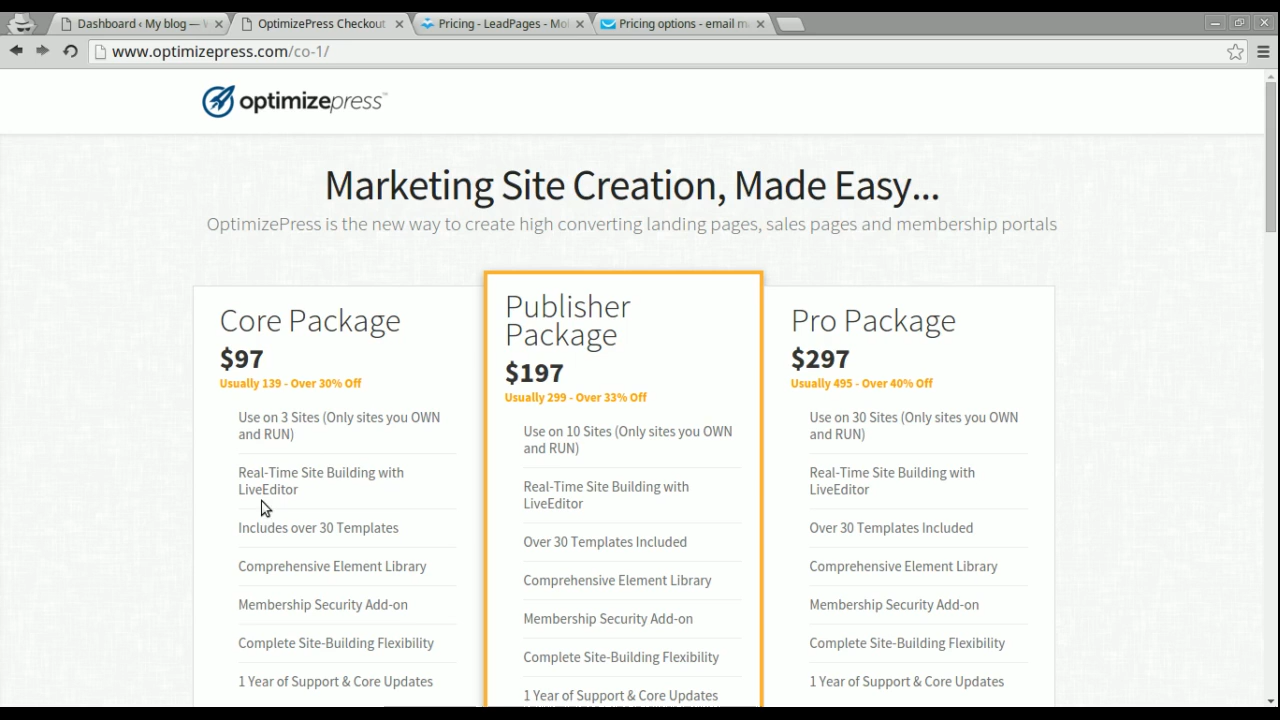 Dashboard ‹ My blog —
OptimizePress Checkout
Pricing - LeadPages - Mo
Pricing options - email m
www.optimizepress.com/co-1/
optimizepress™
Marketing Site Creation, Made Easy...
OptimizePress is the new way to create high converting landing pages, sales pages and membership portals
Core Package
$97
Usually 139 - Over 30% Off
Use on 3 Sites (Only sites you OWN
and RUN)
Real-Time Site Building with
LiveEditor
Includes over 30 Templates
Comprehensive Element Library
Membership Security Add-on
Complete Site-Building Flexibility
1 Year of Support & Core Updates
Publisher
Package
$197
Usually 299 - Over 33% Off
Use on 10 Sites (Only sites you OWN
and RUN)
Real-Time Site Building with
LiveEditor
Over 30 Templates Included
Comprehensive Element Library
Membership Security Add-on
Complete Site-Building Flexibility
1 Year of Support & Core Updates
Pro Package
$297
Usually 495 - Over 40% Off
Use on 30 Sites (Only sites you OWN
and RUN)
Real-Time Site Building with
LiveEditor
Over 30 Templates Included
Comprehensive Element Library
Membership Security Add-on
Complete Site-Building Flexibility
1 Year of Support & Core Updates